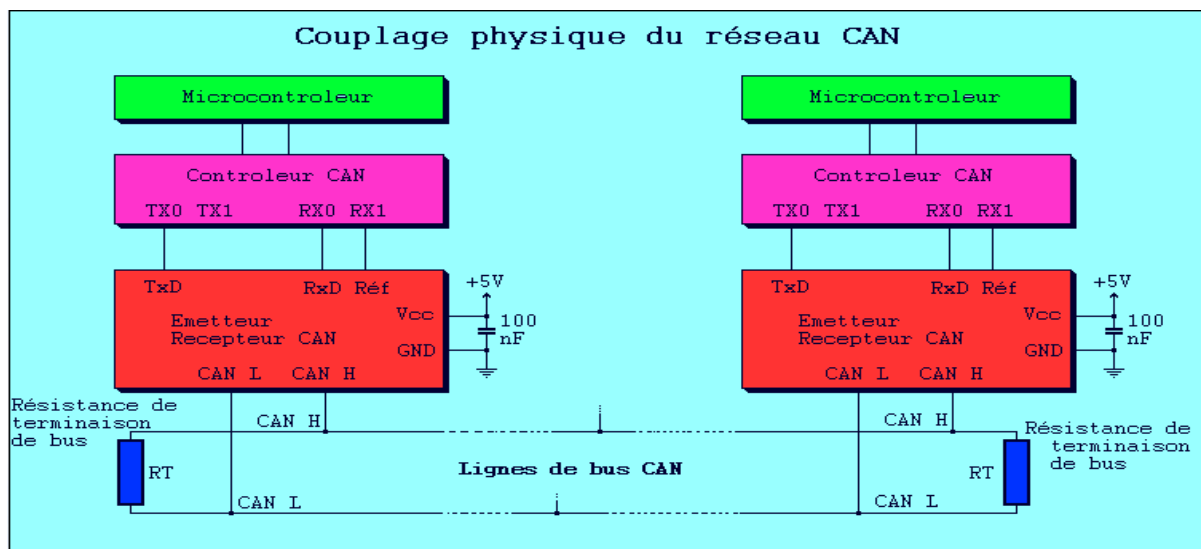 Couplage physique du réseau CAN
Microcontroleur
Controleur CAN
TX0 TX1 RX0 RX1
TxD RxD Réf
+5V
Vcc
Emetteur
Recepteur CAN
100
nF
GND
CAN L CAN H
Résistance de
terminaison
de bus
CAN H
RT
CAN L
Lignes de bus CAN
Microcontroleur
Controleur CAN
TX0 TX1 RX0 RX1
TxD RxD Réf
+5V
Vcc
Emetteur
Recepteur CAN
100
nF
GND
CAN L CAN H
CAN H
Résistance de
terminaison
de bus
RT
CAN L